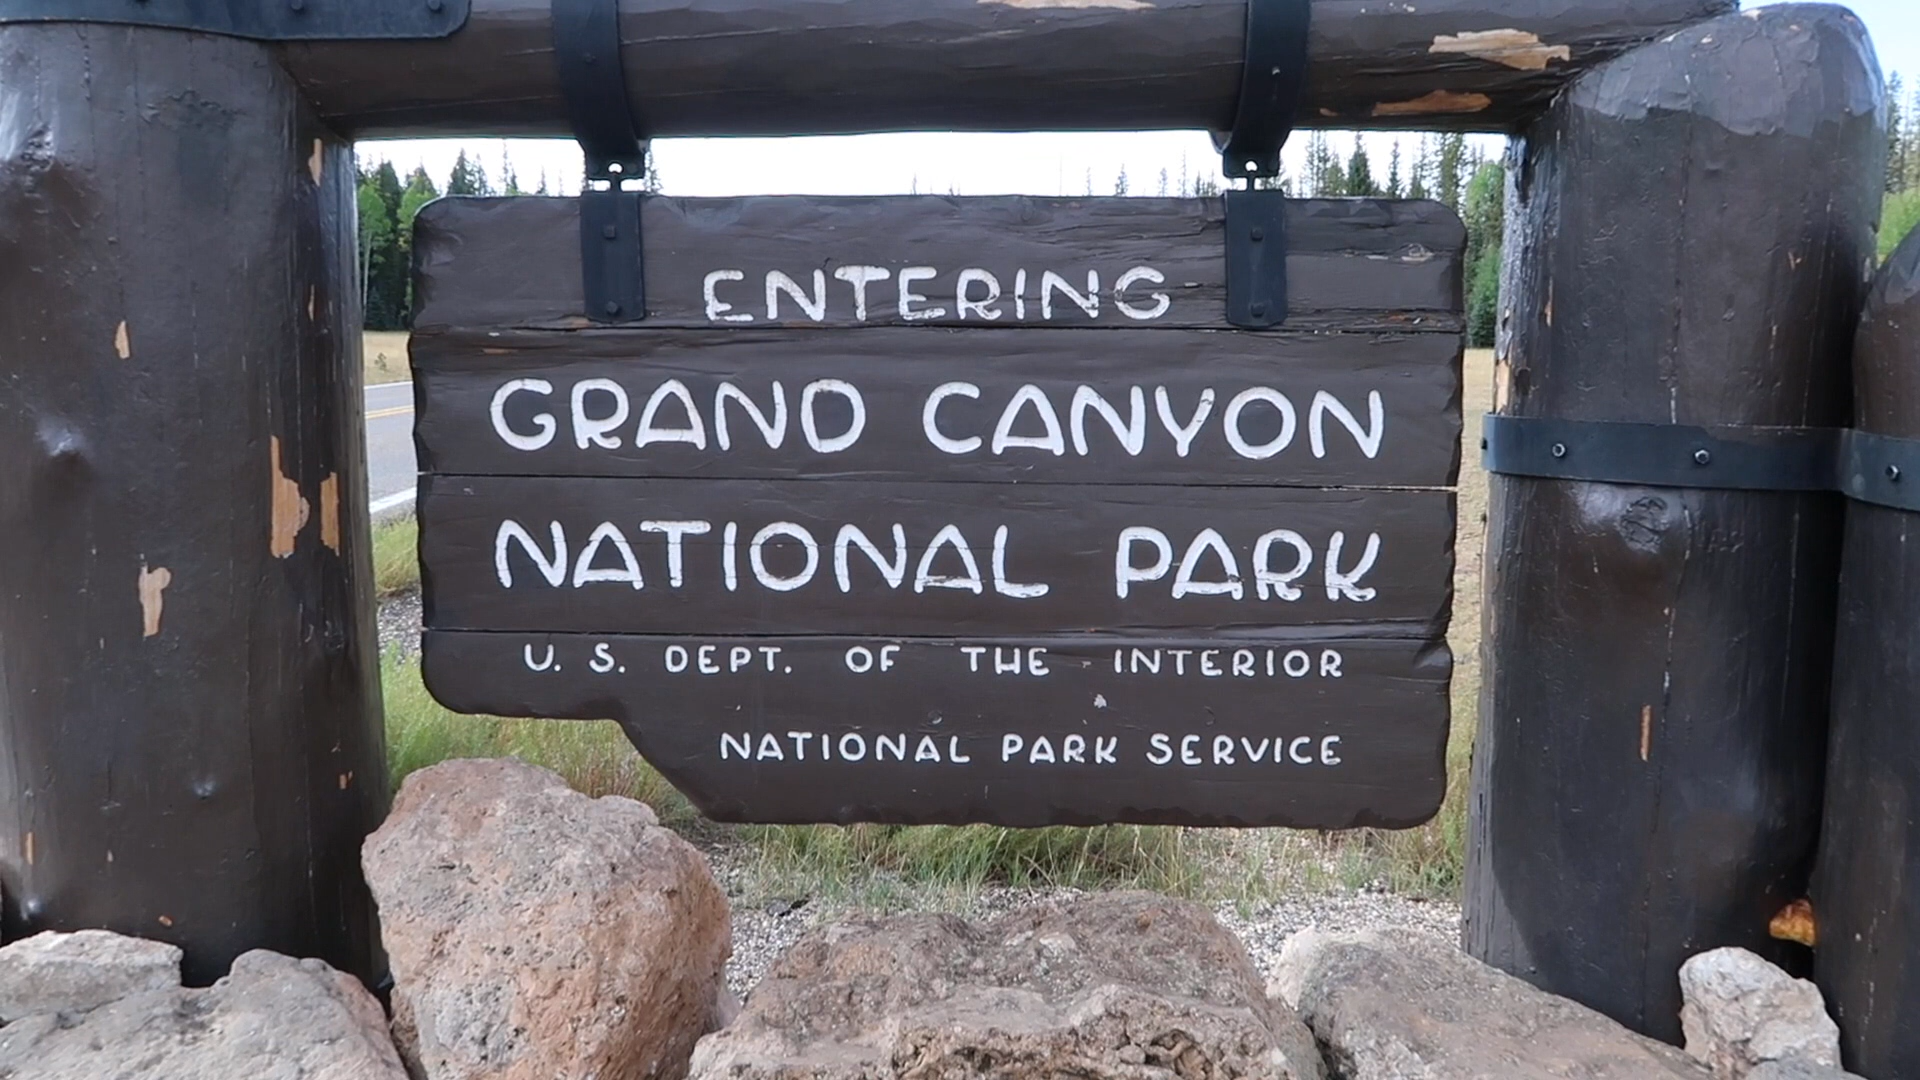 ENTERING
GRAND CANYON
NATIONAL PARK
U. S. DEPT. OF THE INTERIOR
NATIONAL PARK SERVICE